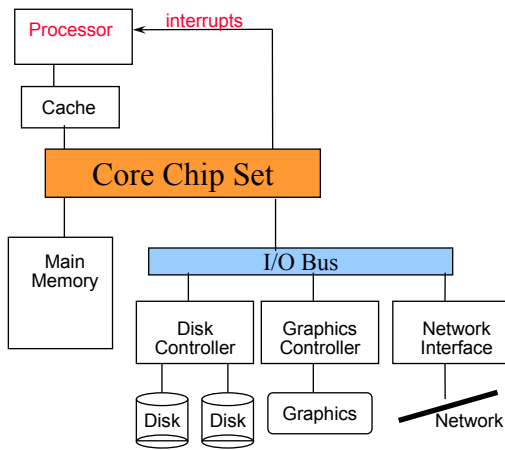 Processor
interrupts
Cache
Core Chip Set
Main
Memory
I/O Bus
Disk
Controller
Graphics
Controller
Network
Interface
Disk
Disk
Graphics
Network